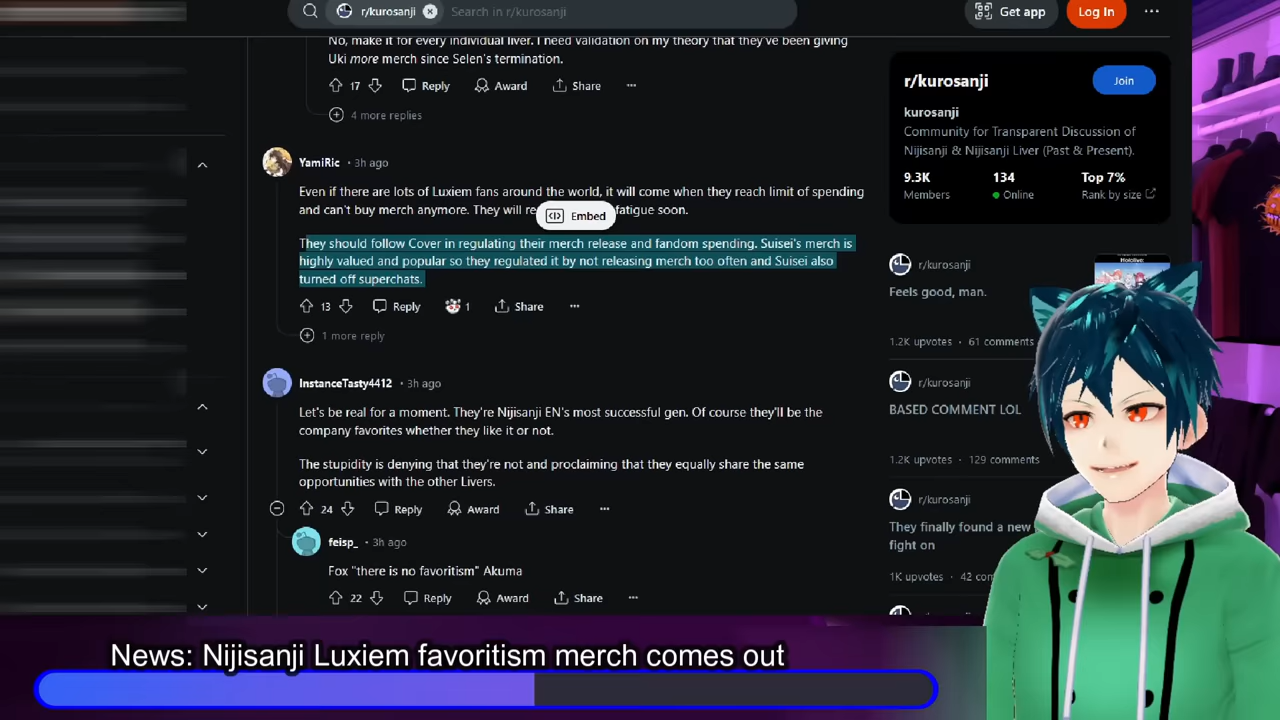 r/kurosanji
Search in r/kurosanji
Get app
Log In
No, make it for every individual liver. I need validation on my theory that they've been giving
Uki more merch since Selen's termination.
17
Reply
Award
Share
4 more replies
YamiRic • 3h ago
Even if there are lots of Luxiem fans around the world, it will come when they reach limit of spending
and can't buy merch anymore. They will re
fatigue soon.
Embed
They should follow Cover in regulating their merch release and fandom spending. Suisei's merch is
highly valued and popular so they regulated it by not releasing merch too often and Suisei also
turned off superchats.
13
Reply
1
Share
1 more reply
InstanceTasty4412 • 3h ago
Let's be real for a moment. They're Nijisanji EN's most successful gen. Of course they'll be the
company favorites whether they like it or not.
The stupidity is denying that they're not and proclaiming that they equally share the same
opportunities with the other Livers.
24
Reply
Award
Share
feisp_ • 3h ago
Fox "there is no favoritism" Akuma
22
Reply
Award
Share
r/kurosanji
Join
kurosanji
Community for Transparent Discussion of
Nijisanji & Nijisanji Liver (Past & Present).
9.3K
134
Top 7%
Members
Online
Rank by size
r/kurosanji
Feels good, man.
1.2K upvotes • 61 comments
r/kurosanji
BASED COMMENT LOL
1.2K upvotes • 129 comments
r/kurosanji
They finally found a new
fight on
1K upvotes • 42 com
News: Nijisanji Luxiem favoritism merch comes out